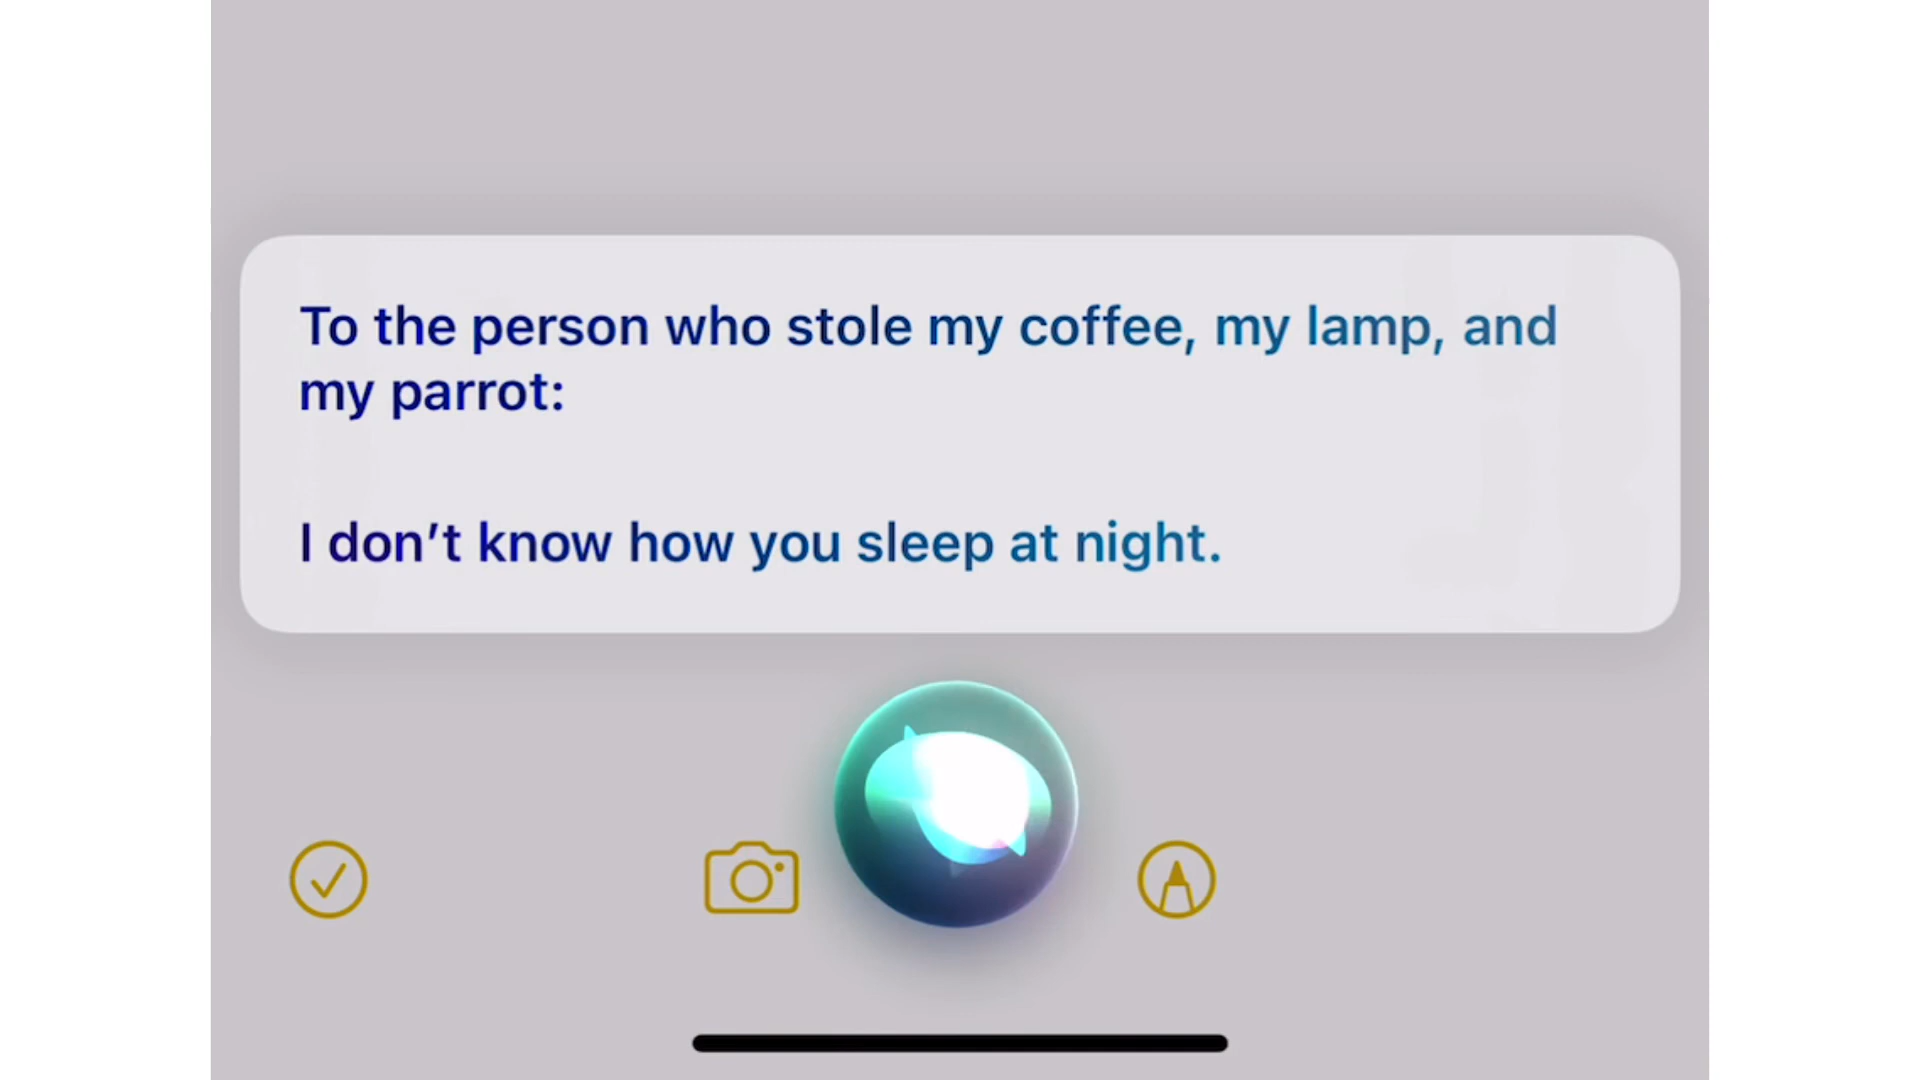 To the person who stole my coffee, my lamp, and
my parrot:
I don’t know how you sleep at night.